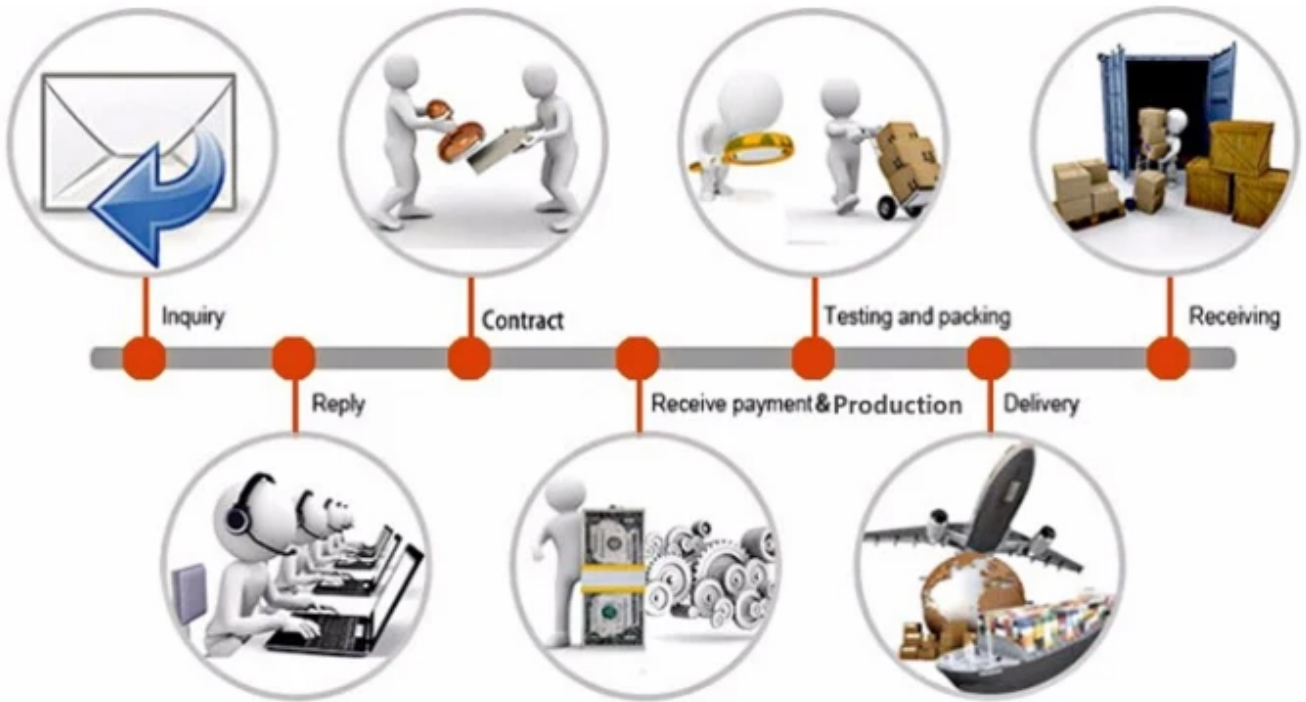 Inquiry
Contract
Testing and packing
Receiving
Reply
Receive payment&Production
Delivery